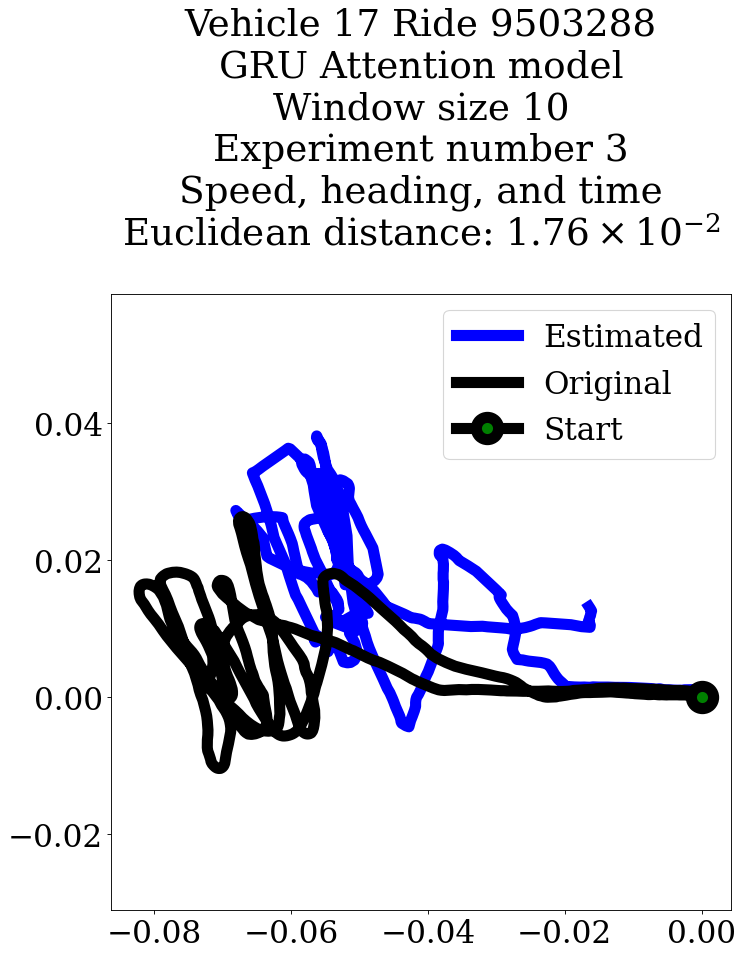 Vehicle 17 Ride 9503288
GRU Attention model
Window size 10
Experiment number 3
Speed, heading, and time
Euclidean distance: 1.76 × 10⁻²
Estimated
Original
Start
0.04
0.02
0.00
−0.02
−0.08 −0.06 −0.04 −0.02 0.00